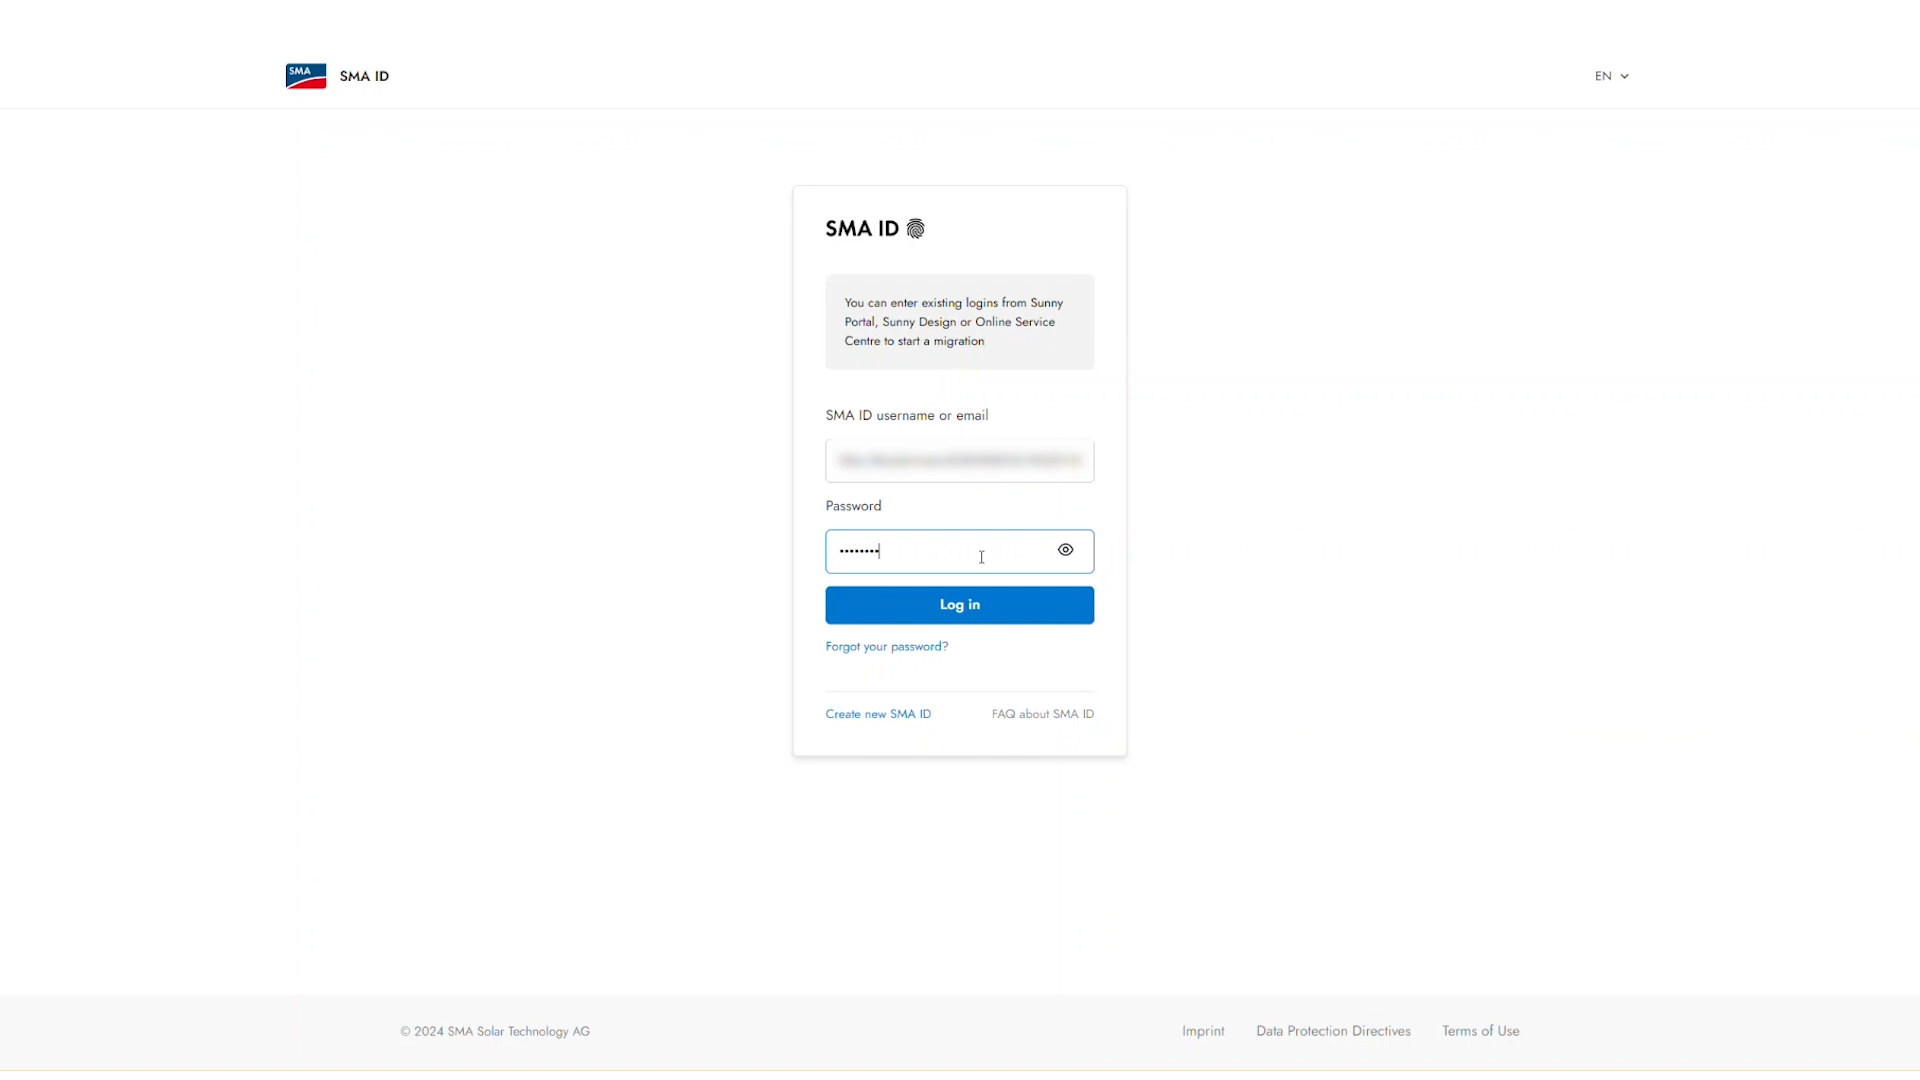 SMA SMA ID
EN
SMA ID
You can enter existing logins from Sunny
Portal, Sunny Design or Online Service
Centre to start a migration
SMA ID username or email
Password
••••••••
Log in
Forgot your password?
Create new SMA ID
FAQ about SMA ID
© 2024 SMA Solar Technology AG
Imprint
Data Protection Directives
Terms of Use